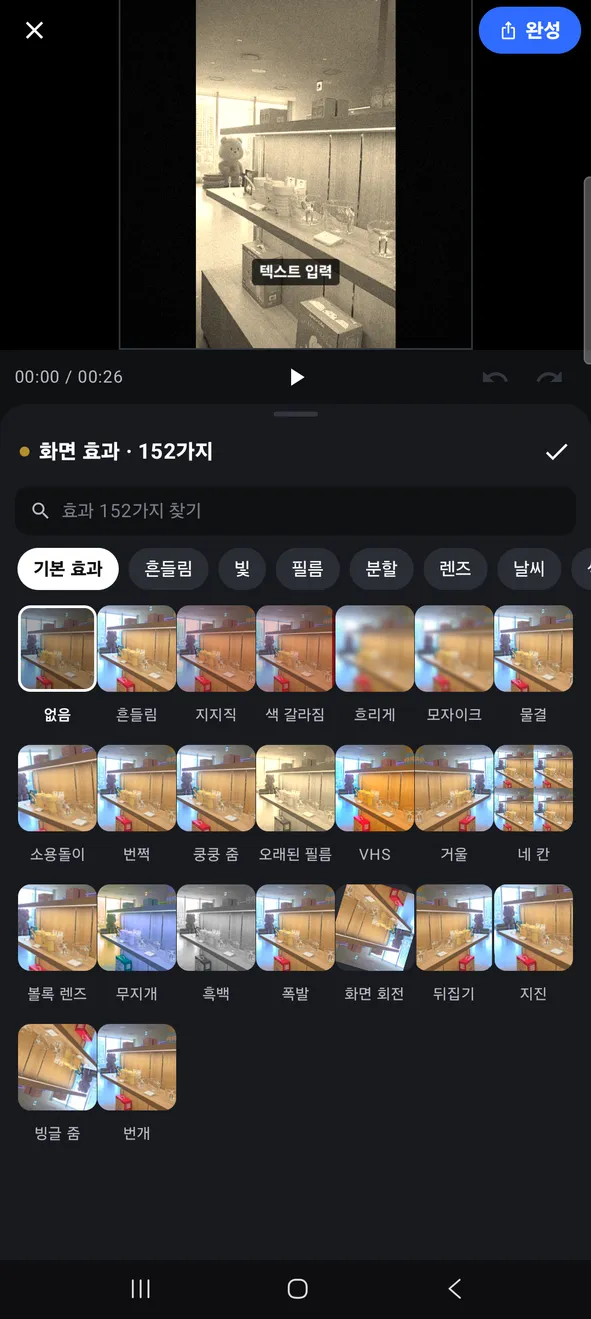 완성
텍스트 입력
00:00 / 00:26
화면 효과 · 152가지
효과 152가지 찾기
기본 효과 흔들림 빛 필름 분할 렌즈 날씨
없음 흔들림 지지직 색 갈라짐 흐리게 모자이크 물결
소용돌이 번쩍 쿵쿵 줌 오래된 필름 VHS 거울 네 칸
볼록 렌즈 무지개 흑백 폭발 화면 회전 뒤집기 지진
빙글 줌 번개